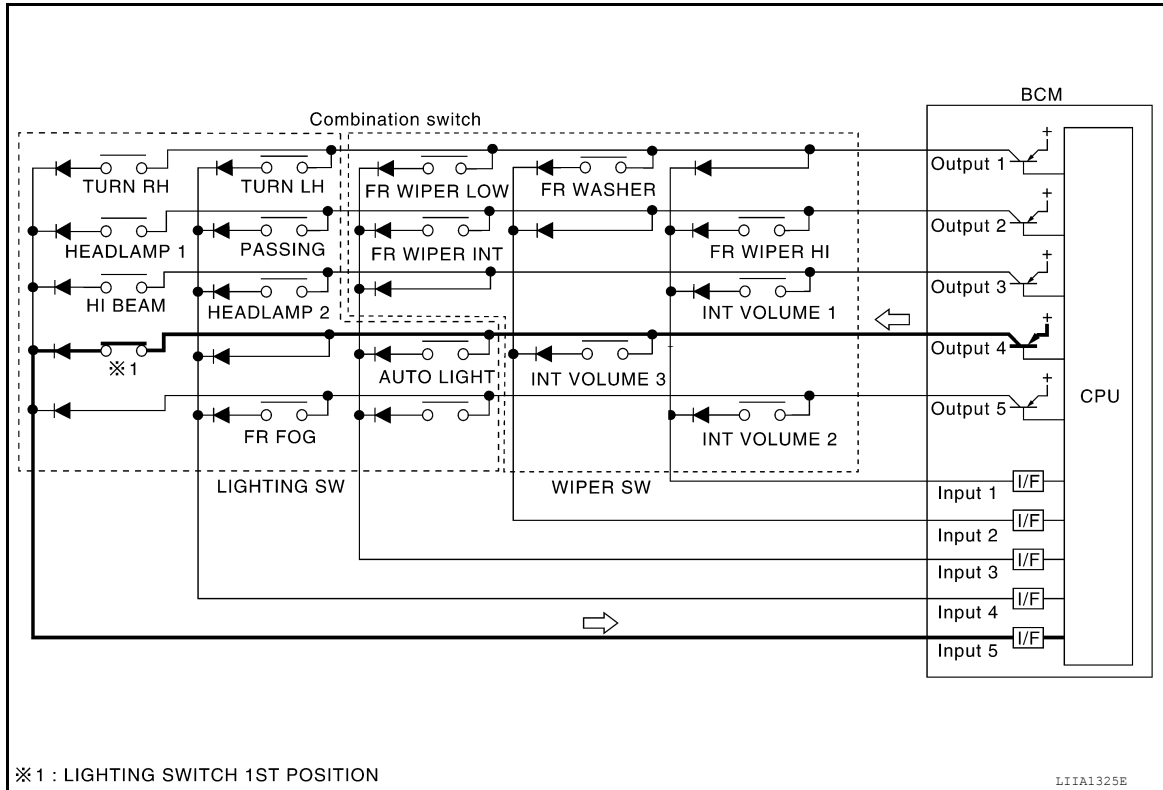 BCM
Combination switch
TURN RH
TURN LH
FR WIPER LOW
FR WASHER
Output 1
+
HEADLAMP 1
PASSING
FR WIPER INT
FR WIPER HI
Output 2
+
HI BEAM
HEADLAMP 2
INT VOLUME 1
Output 3
+
※1
AUTO LIGHT
INT VOLUME 3
Output 4
+
CPU
FR FOG
INT VOLUME 2
Output 5
+
LIGHTING SW
WIPER SW
Input 1
I/F
Input 2
I/F
Input 3
I/F
Input 4
I/F
Input 5
I/F
※1 : LIGHTING SWITCH 1ST POSITION
LIIA1325E